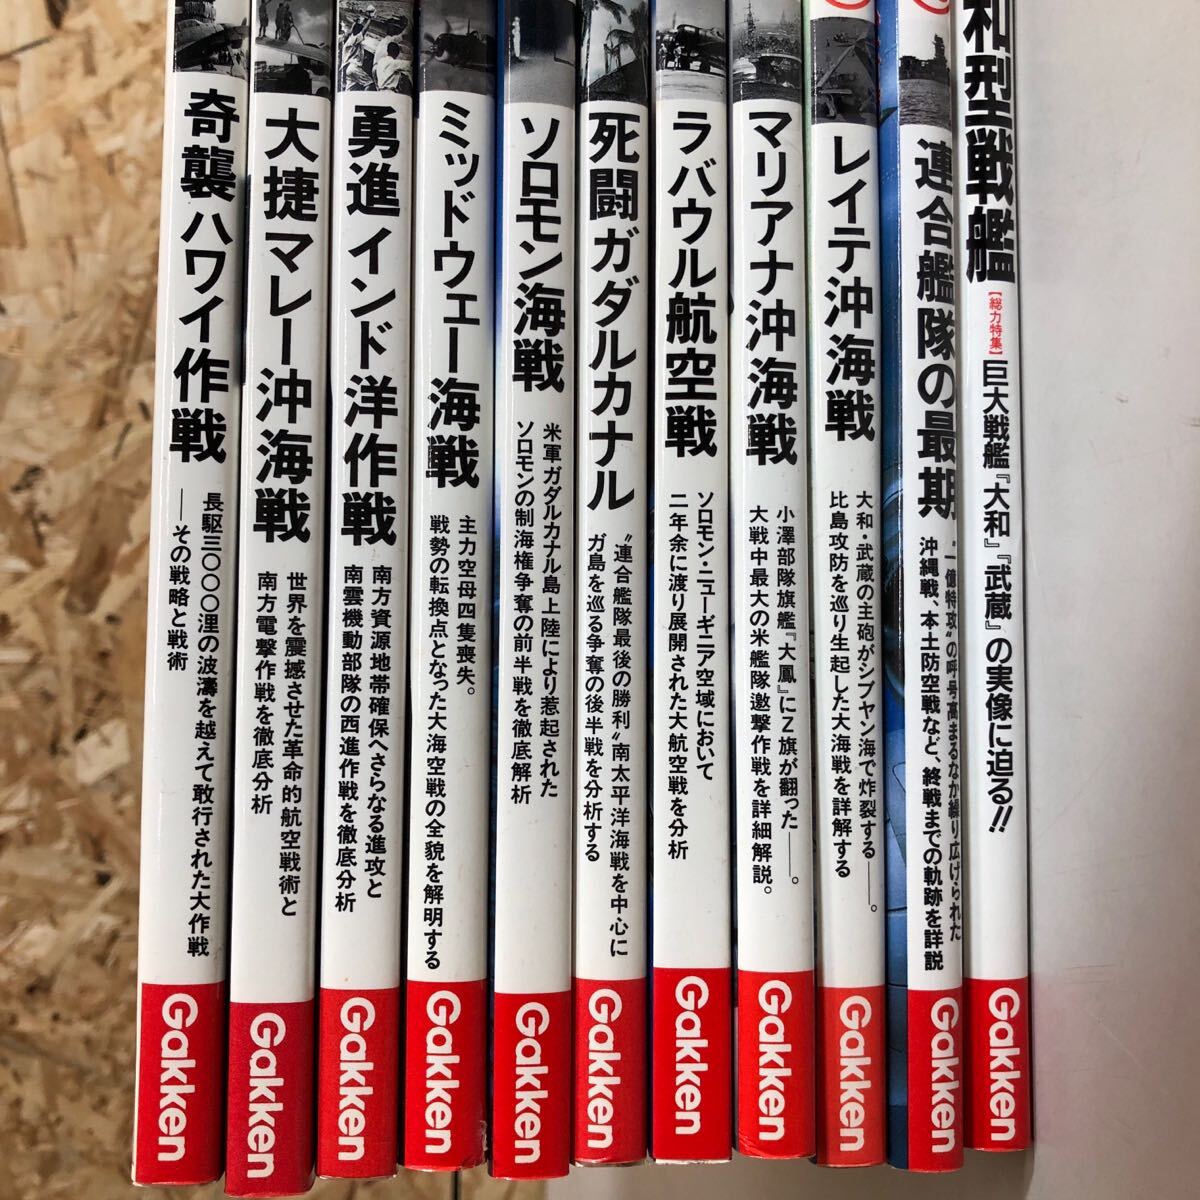 奇襲ハワイ作戦
長駆三〇〇〇浬の波濤を越えて敢行された大作戦
——その戦略と戦術
Gakken
大捷マレー沖海戦
世界を震撼させた革命的航空戦術と
南方電撃作戦を徹底分析
Gakken
勇進インド洋作戦
南方資源地帯確保へさらなる進攻と
南雲機動部隊の西進作戦を徹底分析
Gakken
ミッドウェー海戦
主力空母四隻喪失。
戦勢の転換点となった大海空戦の全貌を解明する
Gakken
ソロモン海戦
米軍ガダルカナル島上陸により惹起された
ソロモンの制海権争奪の前半戦を徹底解析
Gakken
死闘ガダルカナル
“連合艦隊最後の勝利”南太平洋海戦を中心に
ガ島を巡る争奪の後半戦を分析する
Gakken
ラバウル航空戦
ソロモン・ニューギニア空域において
二年余に渡り展開された大航空戦を分析
Gakken
マリアナ沖海戦
小澤部隊旗艦『大鳳』にZ旗が翻った——。
大戦中最大の米艦隊邀撃作戦を詳細解説。
Gakken
レイテ沖海戦
大和・武蔵の主砲がシブヤン海で炸裂する——。
比島攻防を巡り生起した大海戦を詳解する
Gakken
連合艦隊の最期
“一億特攻”の呼号高まるなか繰り広げられた
沖縄戦、本土防空戦など、終戦までの軌跡を詳説
Gakken
和型戦艦
【総力特集】
巨大戦艦『大和』『武蔵』の実像に迫る!!
Gakken